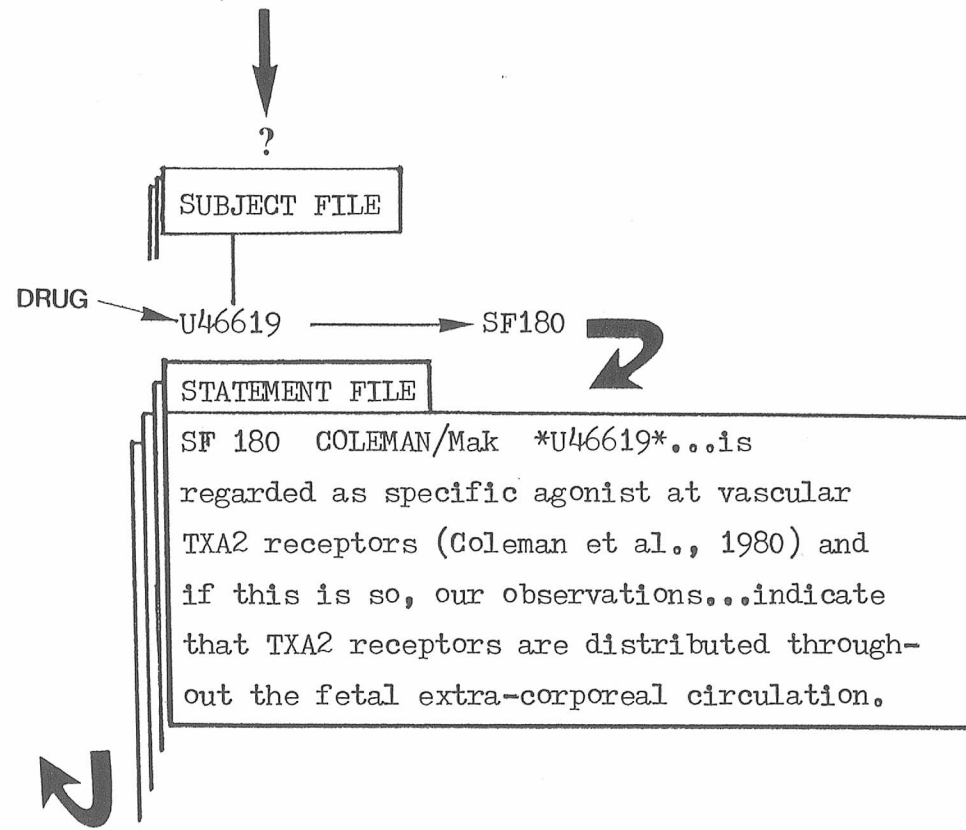 ?
SUBJECT FILE
DRUG
U46619 SF180
STATEMENT FILE
SF 180 COLEMAN/Mak *U46619*...is
regarded as specific agonist at vascular
TXA2 receptors (Coleman et al., 1980) and
if this is so, our observations...indicate
that TXA2 receptors are distributed through-
out the fetal extra-corporeal circulation.